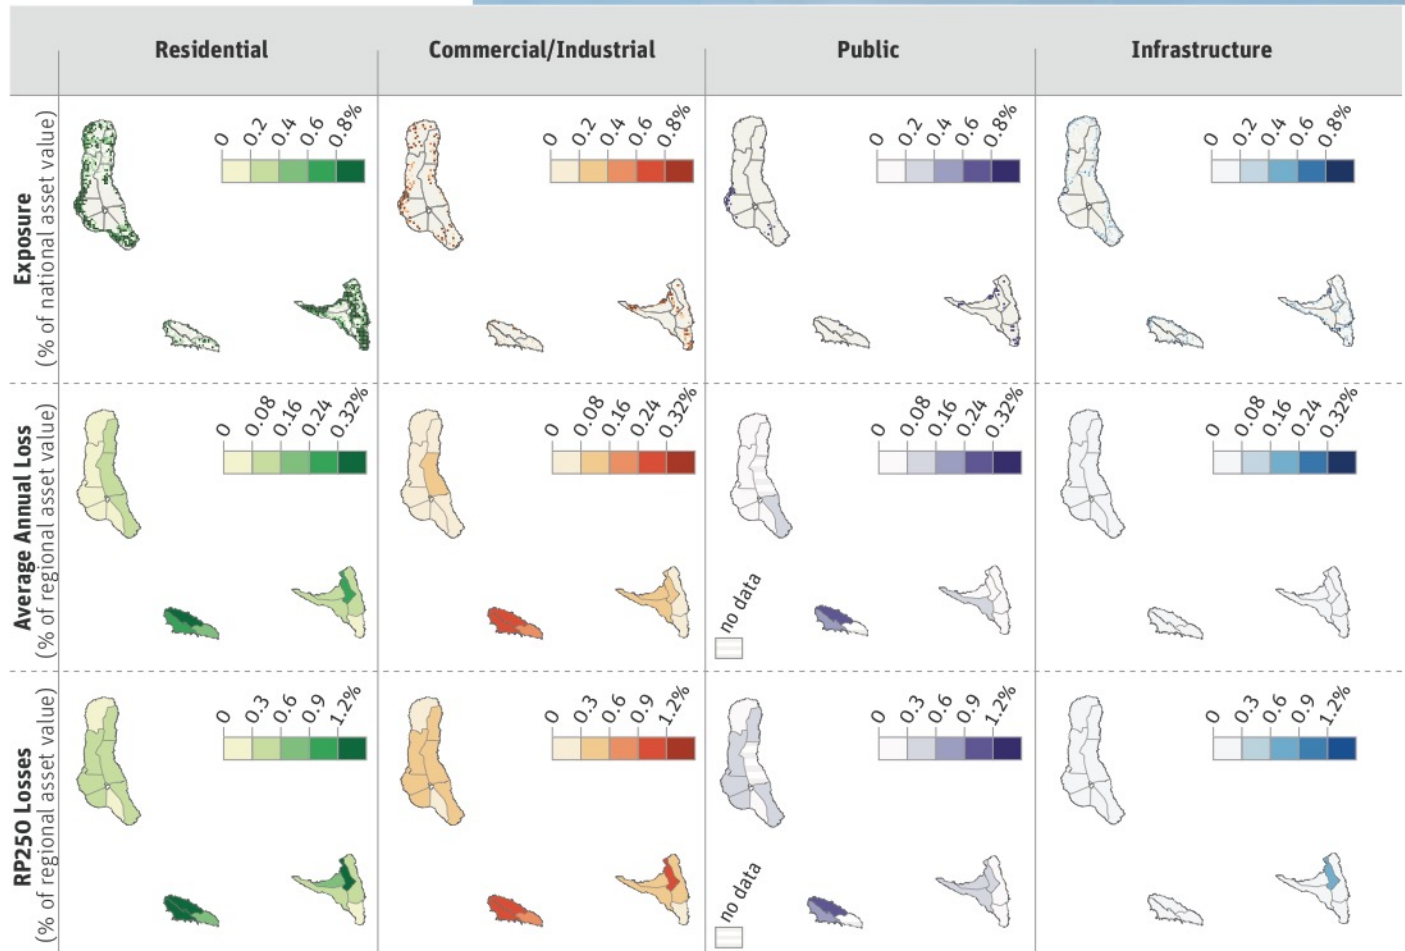 Residential
Commercial/Industrial
Public
Infrastructure
Exposure
(% of national asset value)
0 0.2 0.4 0.6 0.8%
0 0.2 0.4 0.6 0.8%
0 0.2 0.4 0.6 0.8%
0 0.2 0.4 0.6 0.8%
Average Annual Loss
(% of regional asset value)
0 0.08 0.16 0.24 0.32%
0 0.08 0.16 0.24 0.32%
0 0.08 0.16 0.24 0.32%
no data
0 0.08 0.16 0.24 0.32%
RP250 Losses
(% of regional asset value)
0 0.3 0.6 0.9 1.2%
0 0.3 0.6 0.9 1.2%
0 0.3 0.6 0.9 1.2%
no data
0 0.3 0.6 0.9 1.2%